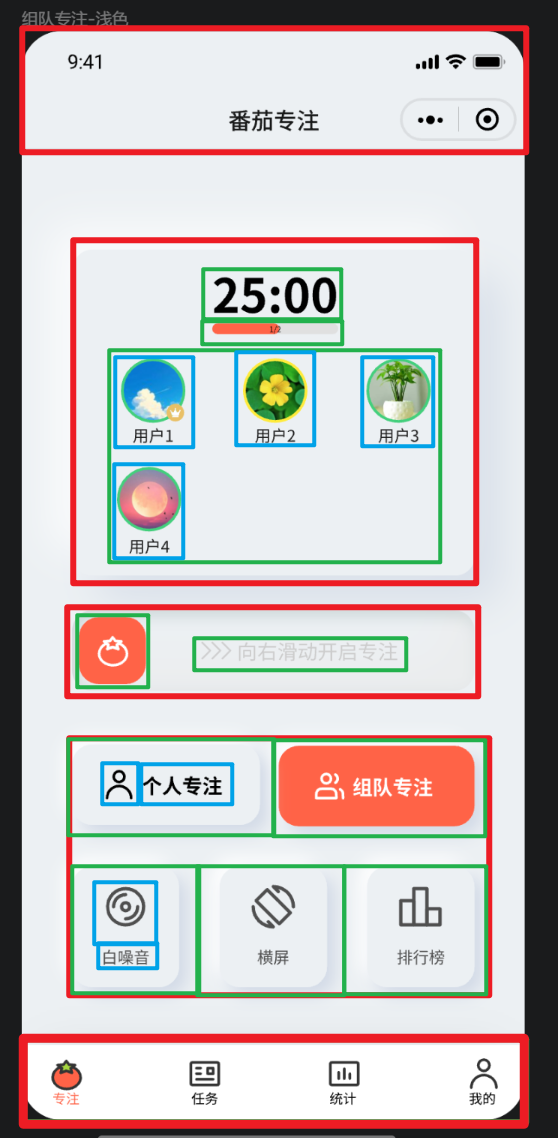 组队专注-浅色
9:41
番茄专注
25:00
1/2
用户1 用户2 用户3
用户4
>>> 向右滑动开启专注
个人专注 组队专注
白噪音 横屏 排行榜
专注 任务 统计 我的